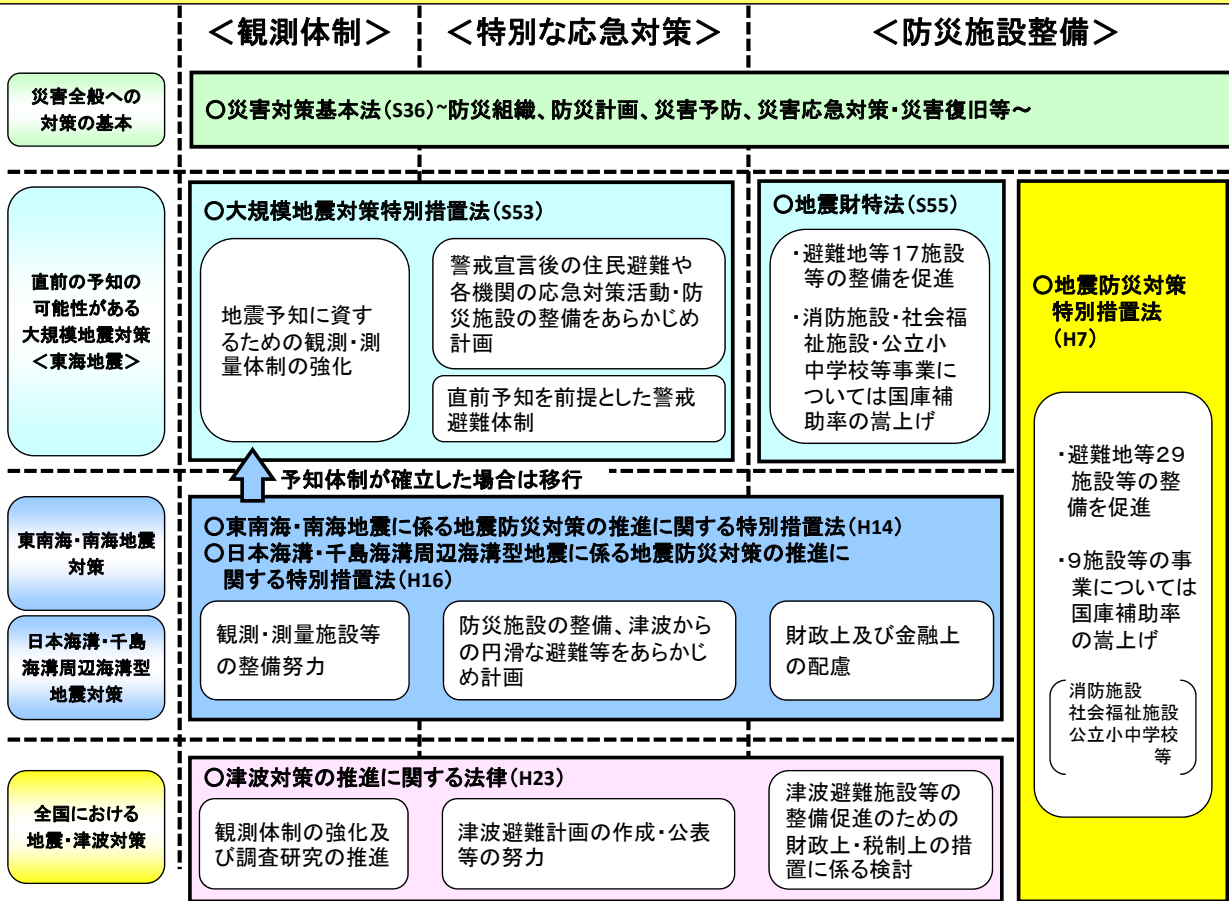 ＜観測体制＞
＜特別な応急対策＞
＜防災施設整備＞
災害全般への
対策の基本
○災害対策基本法(S36)~防災組織、防災計画、災害予防、災害応急対策・災害復旧等～
直前の予知の
可能性がある
大規模地震対策
＜東海地震＞
○大規模地震対策特別措置法(S53)
地震予知に資す
るための観測・測
量体制の強化
警戒宣言後の住民避難や
各機関の応急対策活動・防
災施設の整備をあらかじめ
計画
直前予知を前提とした警戒
避難体制
○地震財特法(S55)
・避難地等17施設
等の整備を促進
・消防施設・社会福
祉施設・公立小
中学校等事業に
ついては国庫補
助率の嵩上げ
○地震防災対策
特別措置法
(H7)
・避難地等29
施設等の整
備を促進
・9施設等の事
業については
国庫補助率
の嵩上げ
消防施設
社会福祉施設
公立小中学校
等
予知体制が確立した場合は移行
東南海・南海地震
対策
日本海溝・千島
海溝周辺海溝型
地震対策
○東南海・南海地震に係る地震防災対策の推進に関する特別措置法(H14)
○日本海溝・千島海溝周辺海溝型地震に係る地震防災対策の推進に
関する特別措置法(H16)
観測・測量施設等
の整備努力
防災施設の整備、津波から
の円滑な避難等をあらかじ
め計画
財政上及び金融上
の配慮
全国における
地震・津波対策
○津波対策の推進に関する法律(H23)
観測体制の強化及
び調査研究の推進
津波避難計画の作成・公表
等の努力
津波避難施設等の
整備促進のための
財政上・税制上の措
置に係る検討